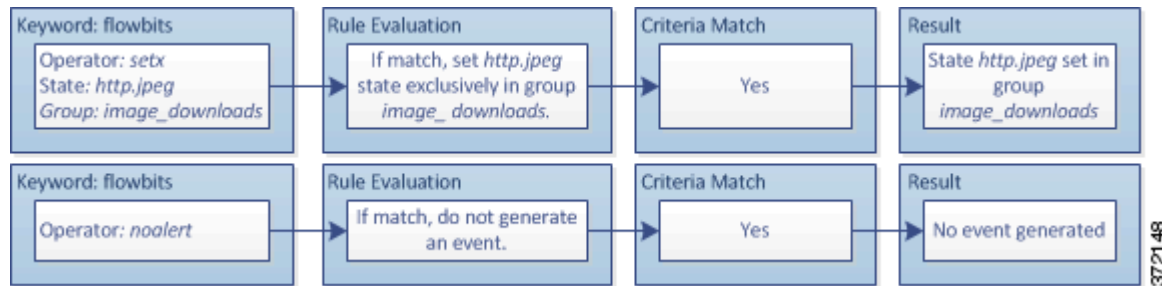 Keyword: flowbits
Operator: setx
State: http.jpeg
Group: image_downloads
Rule Evaluation
If match, set http.jpeg
state exclusively in group
image_ downloads.
Criteria Match
Yes
Result
State http.jpeg set in
group
image_downloads
Keyword: flowbits
Operator: noalert
Rule Evaluation
If match, do not generate
an event.
Criteria Match
Yes
Result
No event generated
372148